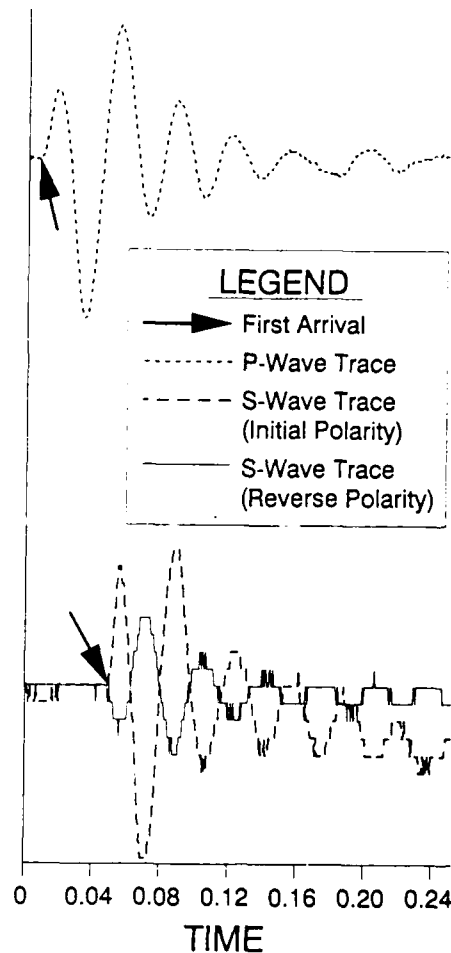 LEGEND
First Arrival
P-Wave Trace
S-Wave Trace
(Initial Polarity)
S-Wave Trace
(Reverse Polarity)
0 0.04 0.08 0.12 0.16 0.20 0.24
TIME